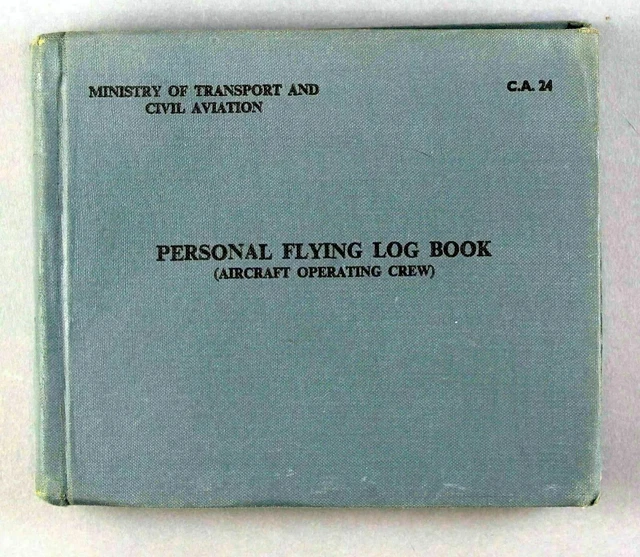 MINISTRY OF TRANSPORT AND
CIVIL AVIATION
C.A. 24
PERSONAL FLYING LOG BOOK
(AIRCRAFT OPERATING CREW)